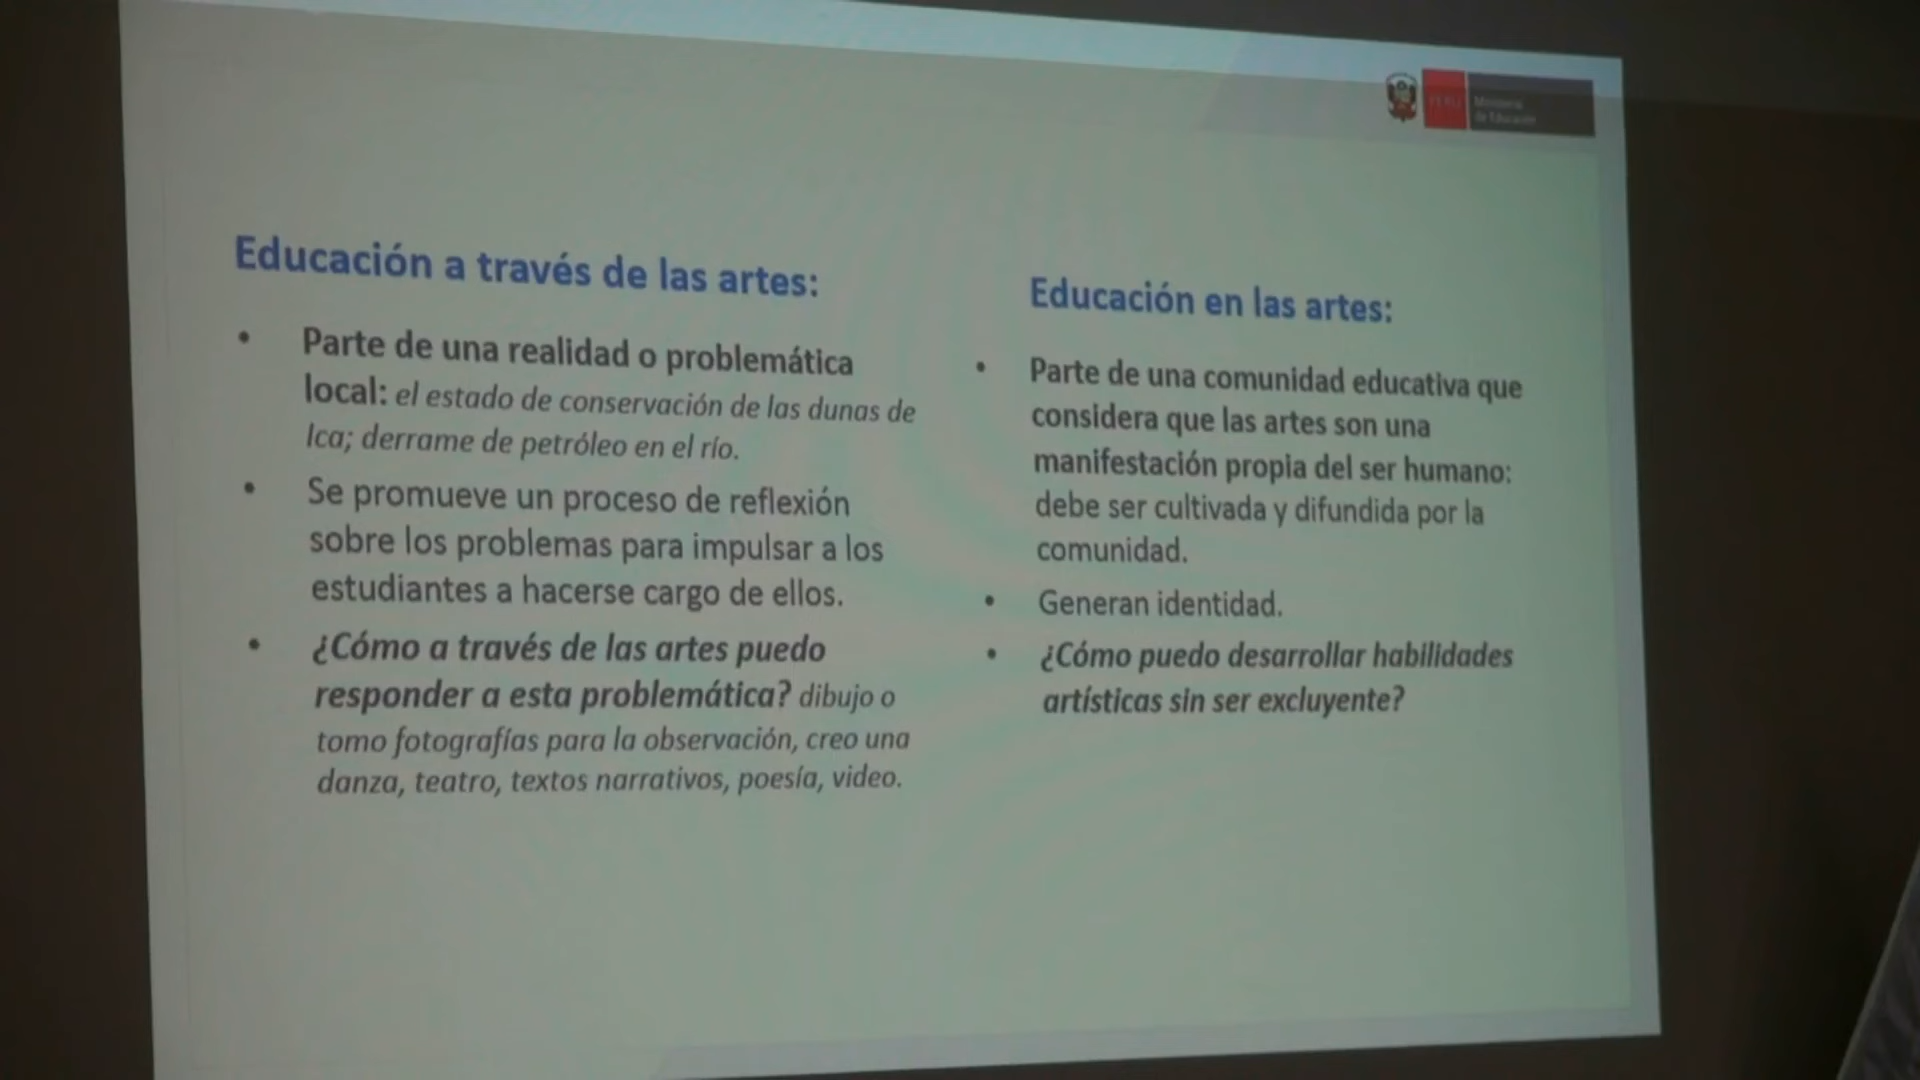 PERÚ
Ministerio
de Educación
Educación a través de las artes:
• Parte de una realidad o problemática
local: el estado de conservación de las dunas de
Ica; derrame de petróleo en el río.
• Se promueve un proceso de reflexión
sobre los problemas para impulsar a los
estudiantes a hacerse cargo de ellos.
• ¿Cómo a través de las artes puedo
responder a esta problemática? dibujo o
tomo fotografías para la observación, creo una
danza, teatro, textos narrativos, poesía, video.
Educación en las artes:
• Parte de una comunidad educativa que
considera que las artes son una
manifestación propia del ser humano:
debe ser cultivada y difundida por la
comunidad.
• Generan identidad.
• ¿Cómo puedo desarrollar habilidades
artísticas sin ser excluyente?